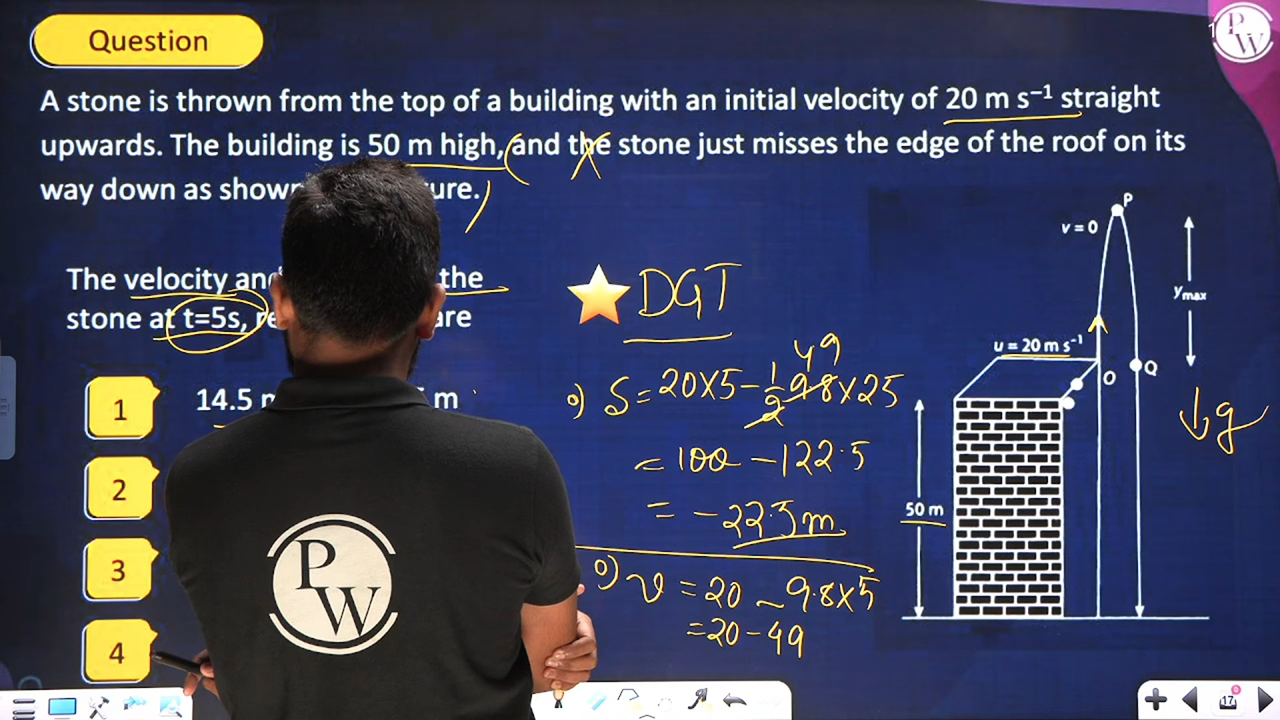 Question
PW
A stone is thrown from the top of a building with an initial velocity of 20 m s⁻¹ straight
upwards. The building is 50 m high, and the stone just misses the edge of the roof on its
way down as
The velocity the
stone at t=5s, are
1
14.5 m
2
3
4
DGT
S = 20×5 - 1/2 9.8×25
49
= 100 - 122.5
= -22.5m
v = 20 - 9.8×5
= 20 - 49
P
v = 0
yₘₐₓ
u = 20 m s⁻¹
O
Q
↓g
50 m
PW
17